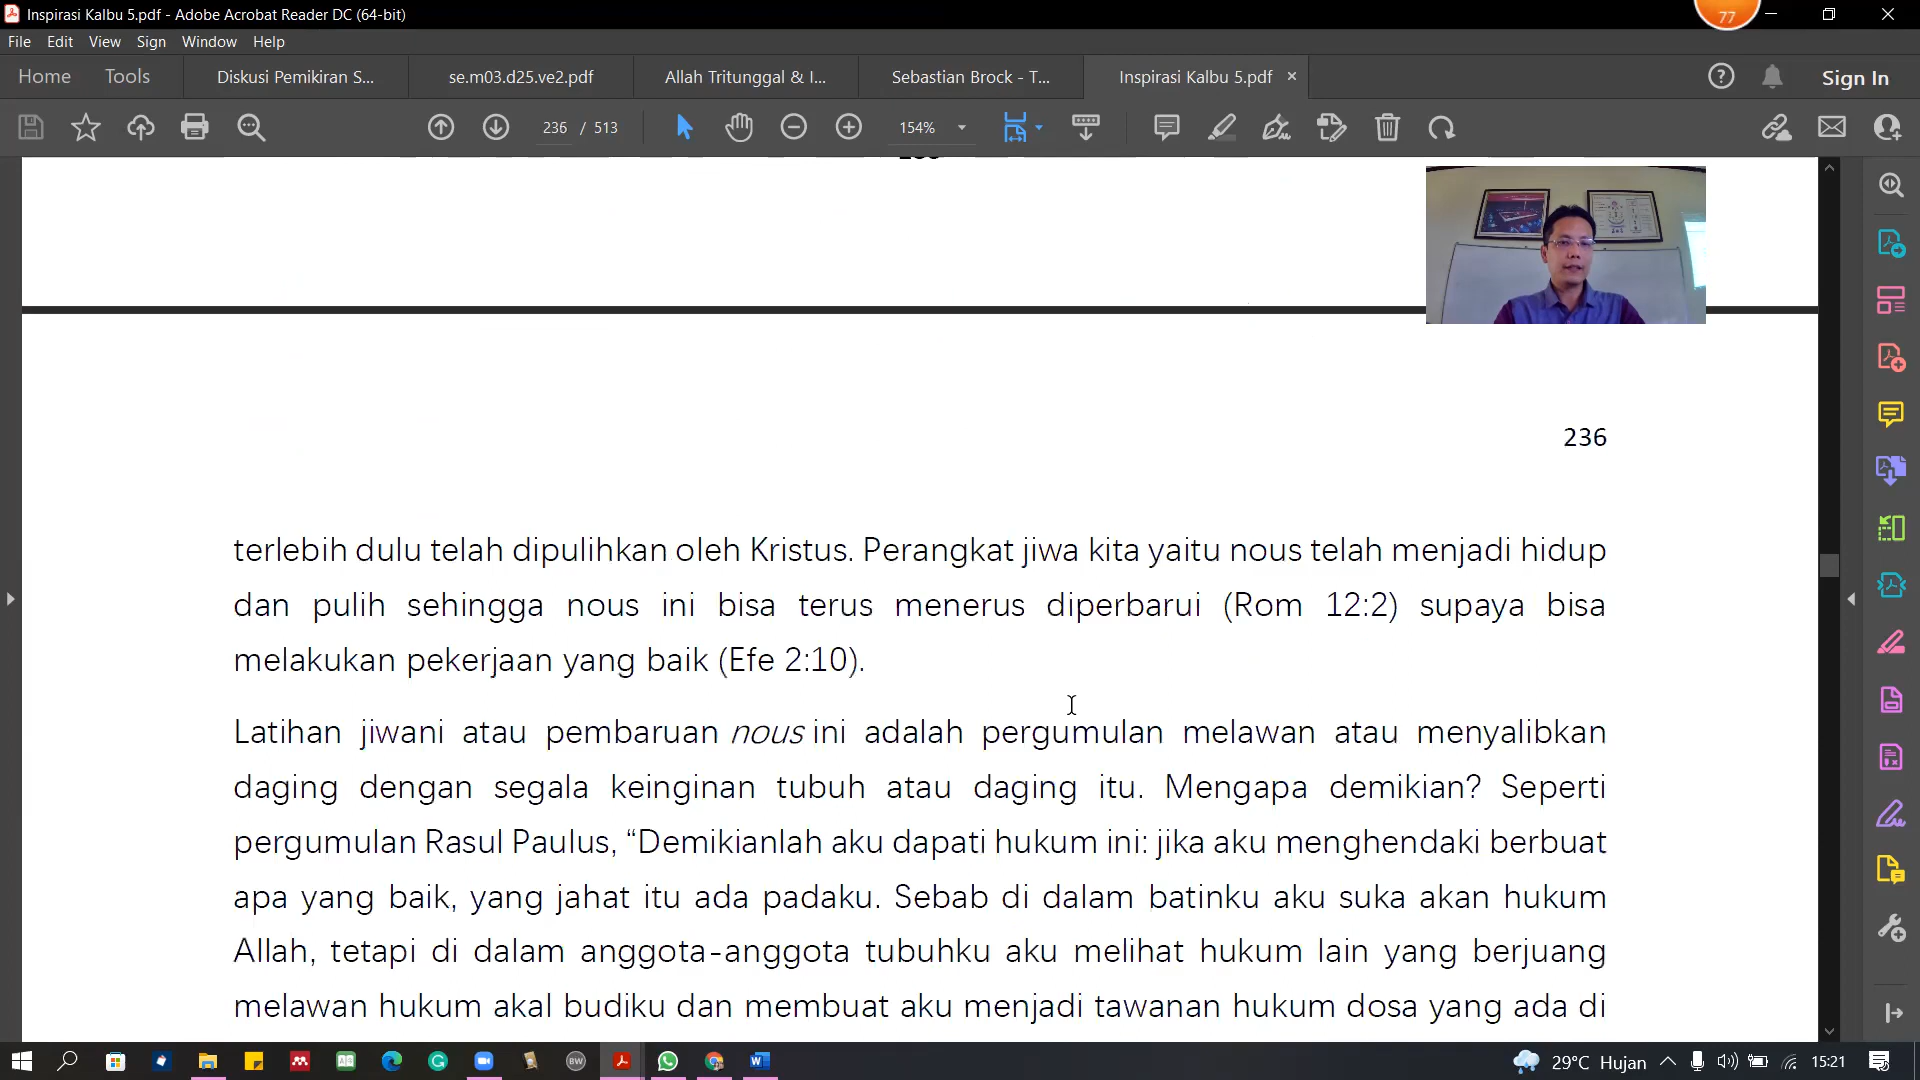 Inspirasi Kalbu 5.pdf - Adobe Acrobat Reader DC (64-bit)
77
File Edit View Sign Window Help
Home Tools Diskusi Pemikiran S... se.m03.d25.ve2.pdf Allah Tritunggal & I... Sebastian Brock - T... Inspirasi Kalbu 5.pdf × Sign In
236 / 513 154%
236
terlebih dulu telah dipulihkan oleh Kristus. Perangkat jiwa kita yaitu nous telah menjadi hidup
dan pulih sehingga nous ini bisa terus menerus diperbarui (Rom 12:2) supaya bisa
melakukan pekerjaan yang baik (Efe 2:10).
Latihan jiwani atau pembaruan nous ini adalah pergumulan melawan atau menyalibkan
daging dengan segala keinginan tubuh atau daging itu. Mengapa demikian? Seperti
pergumulan Rasul Paulus, “Demikianlah aku dapati hukum ini: jika aku menghendaki berbuat
apa yang baik, yang jahat itu ada padaku. Sebab di dalam batinku aku suka akan hukum
Allah, tetapi di dalam anggota-anggota tubuhku aku melihat hukum lain yang berjuang
melawan hukum akal budiku dan membuat aku menjadi tawanan hukum dosa yang ada di
BW 29°C Hujan 15:21